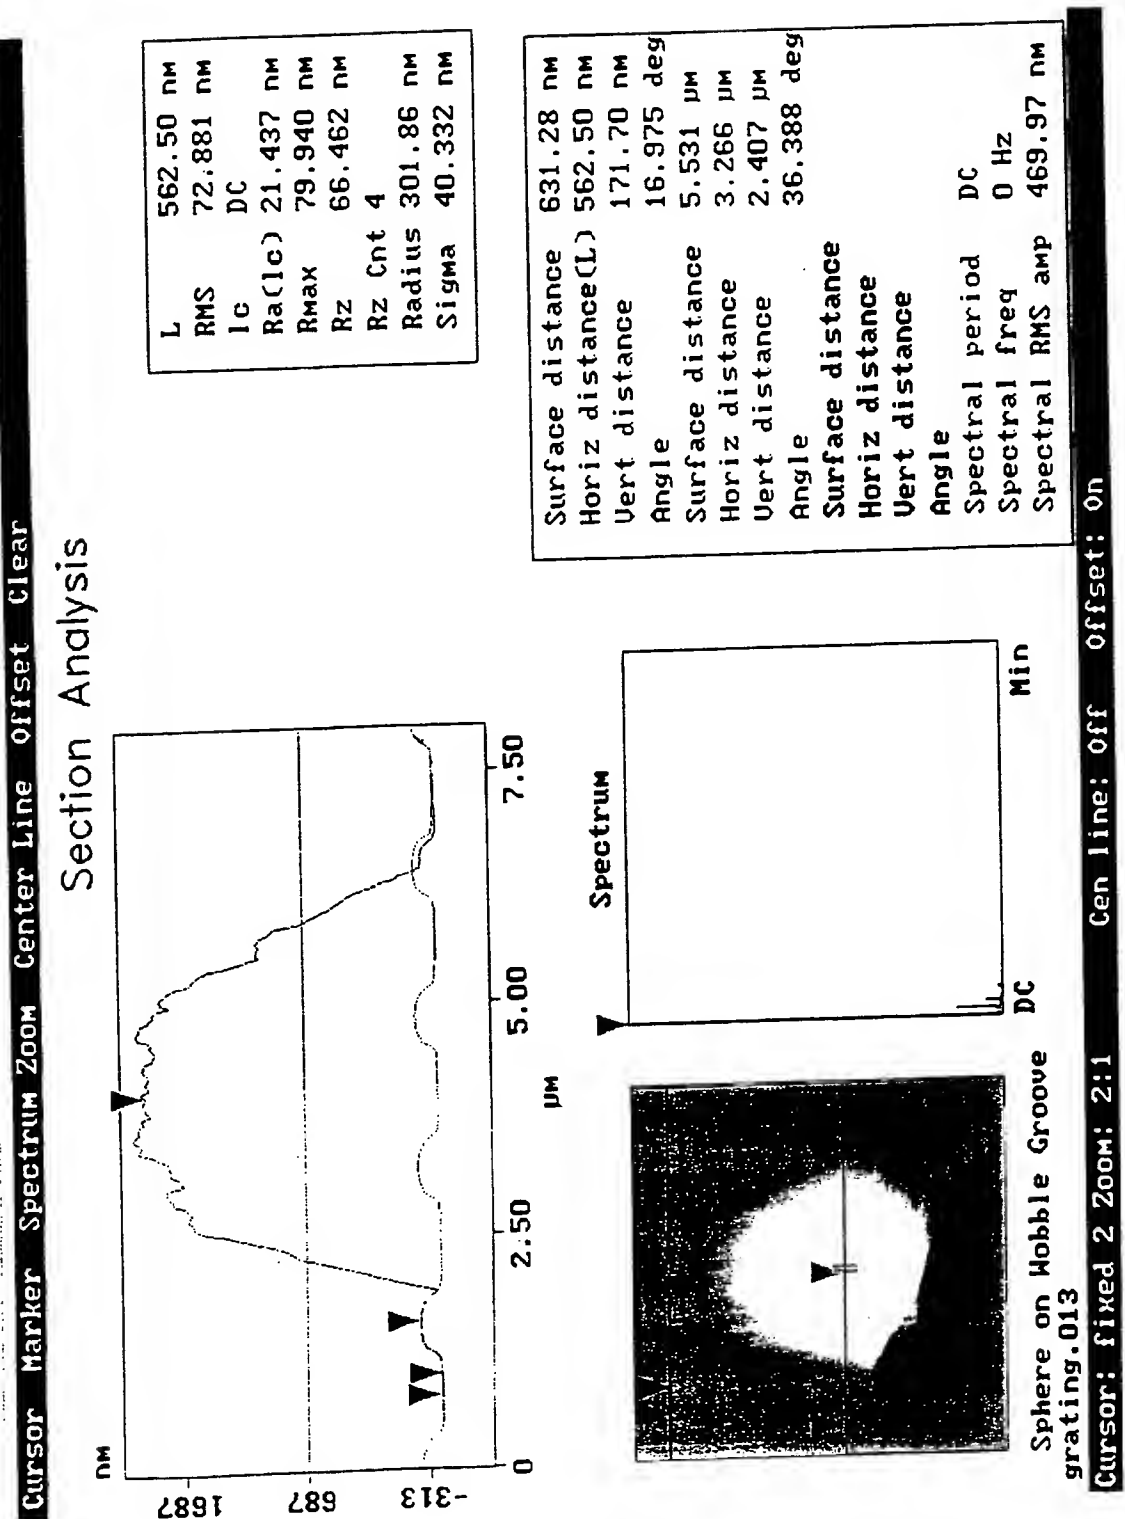 Cursor Marker Spectrum Zoom Center Line Offset Clear
Section Analysis
nm
1687
687
-313
0
2.50
5.00
7.50
µm
L 562.50 nm
RMS 72.881 nm
lc DC
Ra(lc) 21.437 nm
Rmax 79.940 nm
Rz 66.462 nm
Rz Cnt 4
Radius 301.86 nm
Sigma 40.332 nm
Surface distance 631.28 nm
Horiz distance(L) 562.50 nm
Vert distance 171.70 nm
Angle 16.975 deg
Surface distance 5.531 µm
Horiz distance 3.266 µm
Vert distance 2.407 µm
Angle 36.388 deg
Surface distance
Horiz distance
Vert distance
Angle
Spectral period DC
Spectral freq 0 Hz
Spectral RMS amp 469.97 nm
Spectrum
DC
Min
Sphere on Wobble Groove
grating.013
Cursor: fixed 2 Zoom: 2:1 Cen line: Off Offset: On